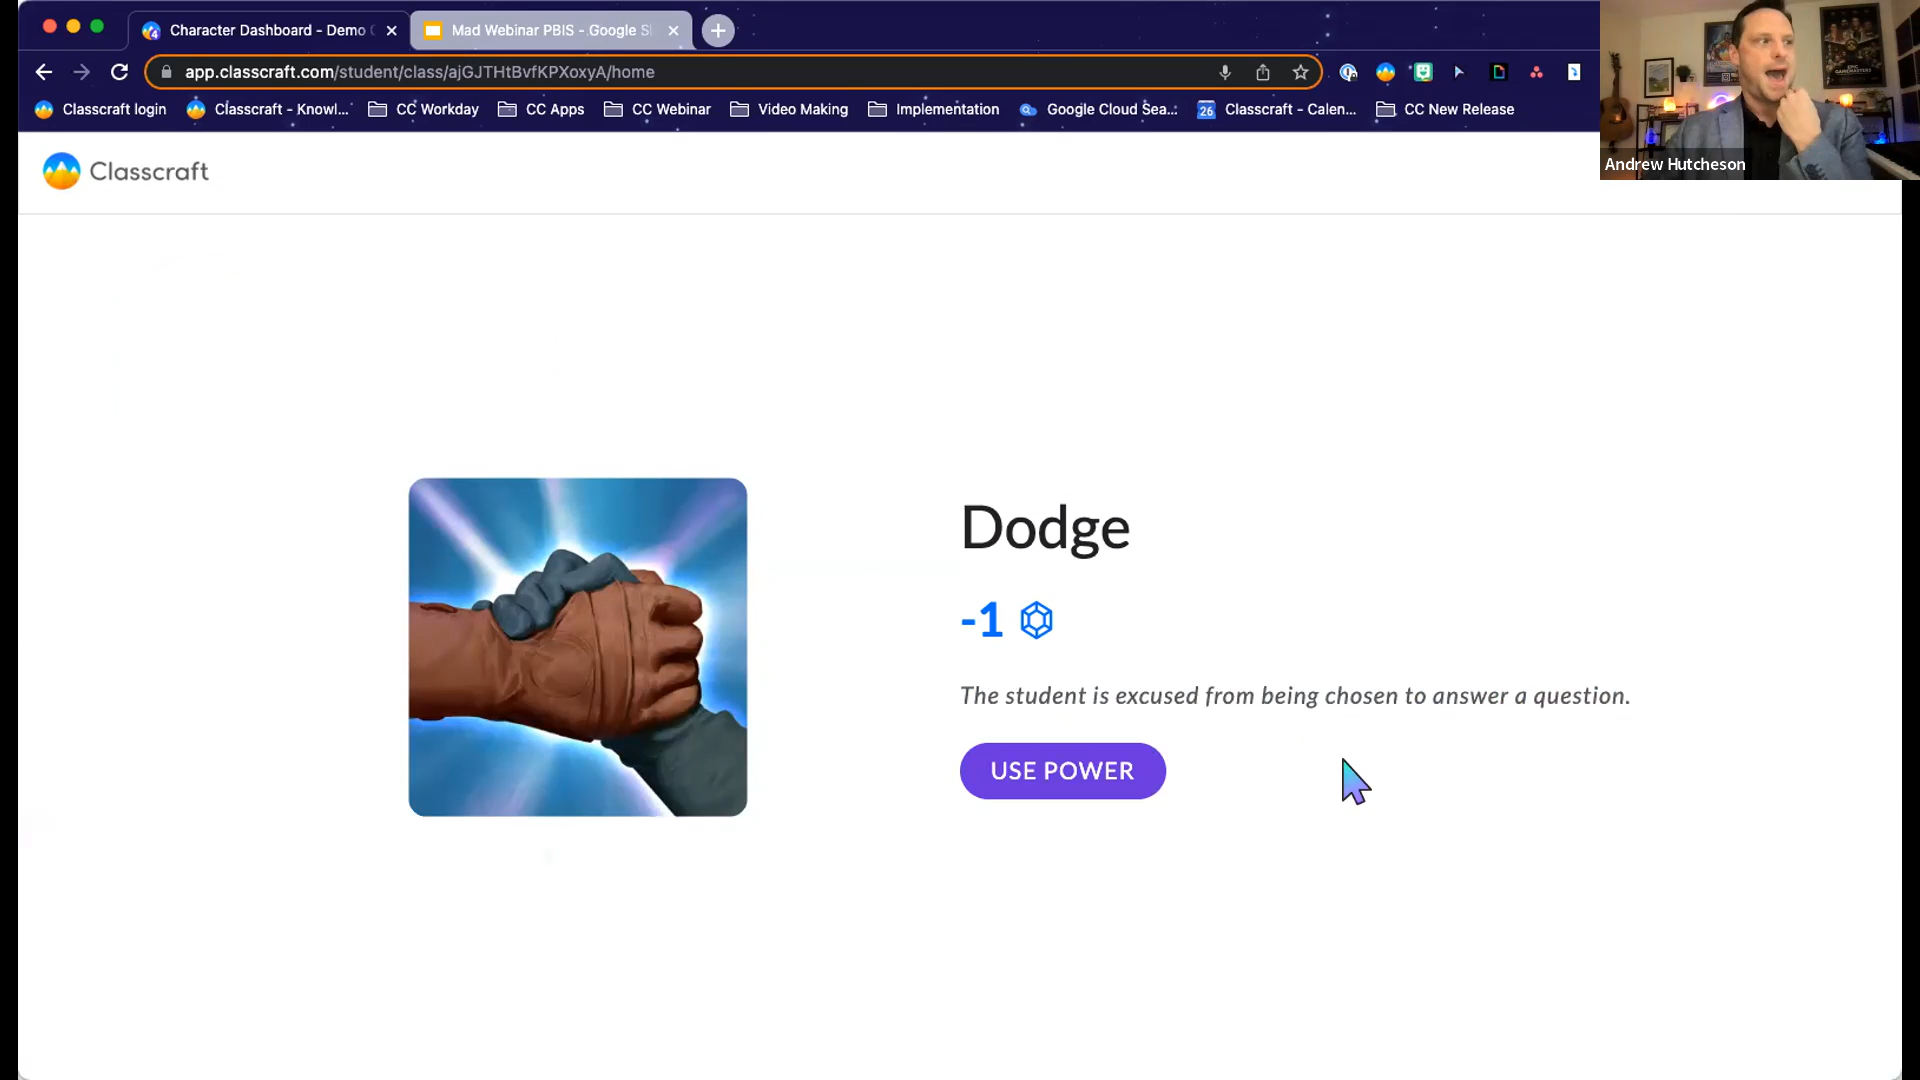 Character Dashboard - Demo
Mad Webinar PBIS - Google Sl
app.classcraft.com/student/class/ajGJTHtBvfKPXoxyA/home
Classcraft login
Classcraft - Knowl...
CC Workday
CC Apps
CC Webinar
Video Making
Implementation
Google Cloud Sea...
26
Classcraft - Calen...
CC New Release
Andrew Hutcheson
Classcraft
Dodge
-1
The student is excused from being chosen to answer a question.
USE POWER